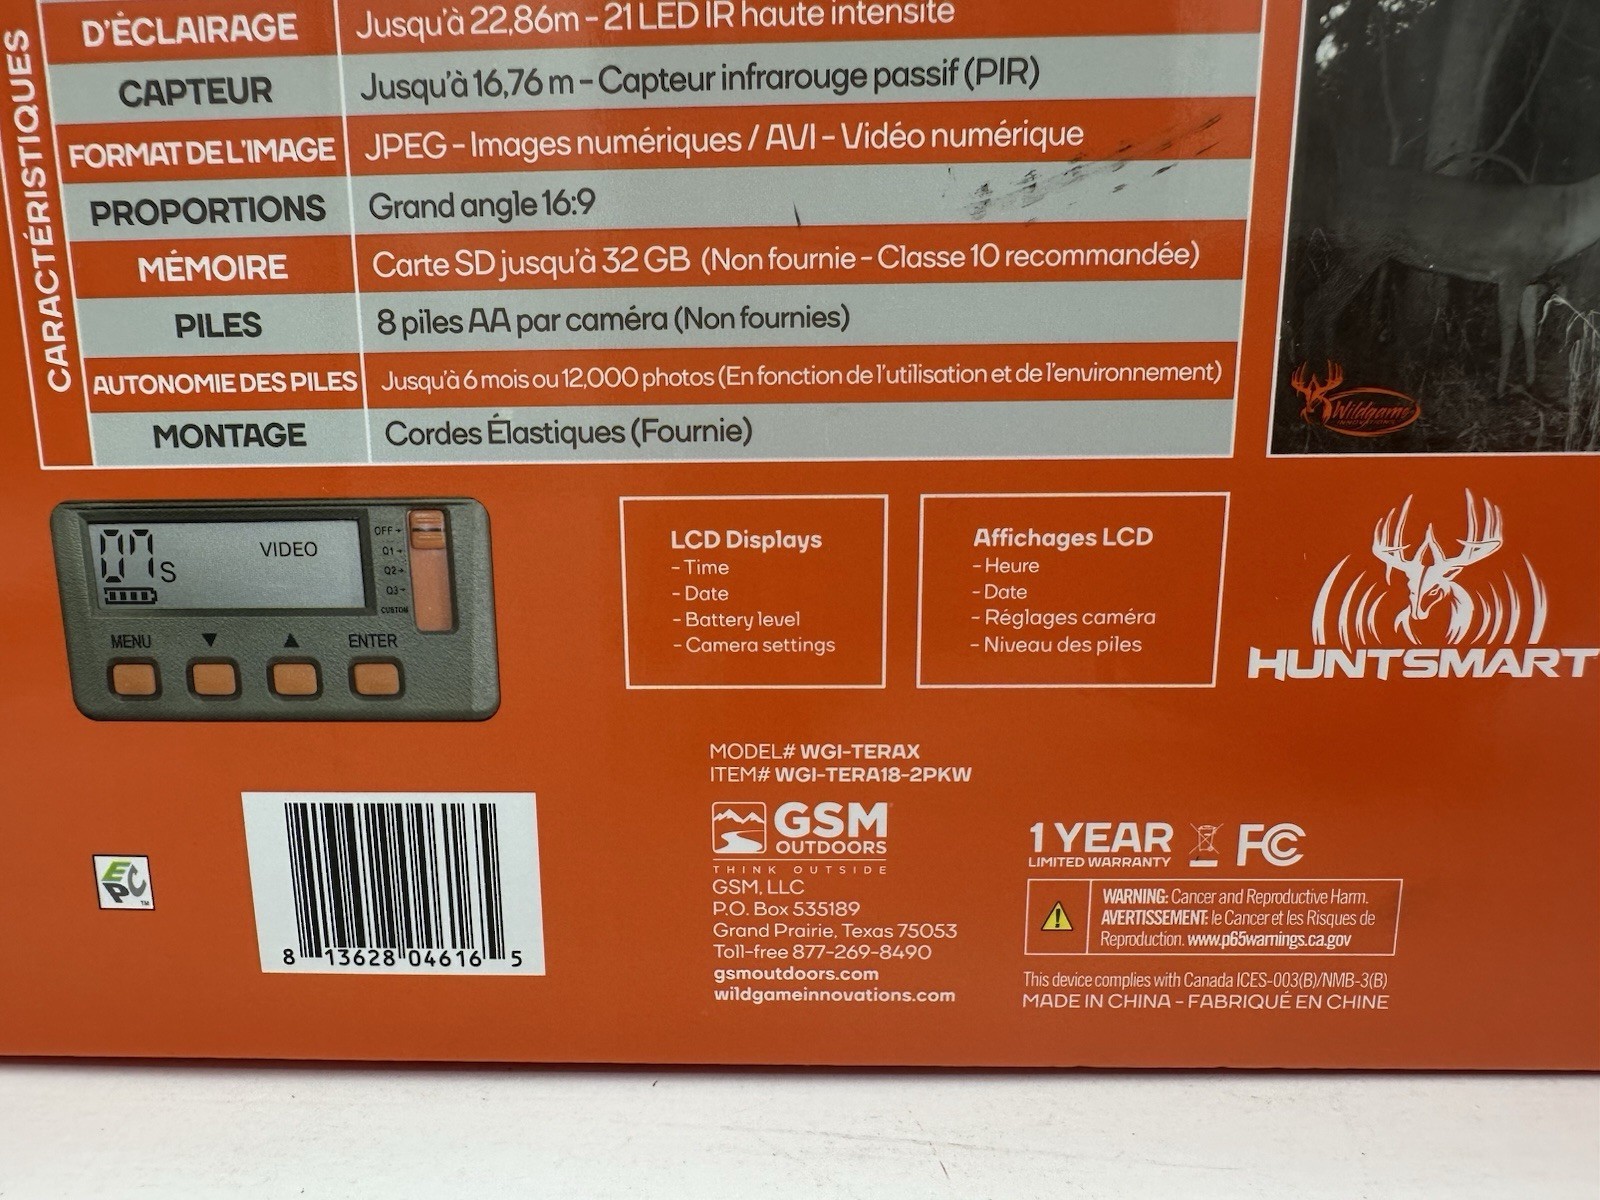 CARACTÉRISTIQUES
D'ÉCLAIRAGE Jusqu'à 22,86m - 21 LED IR haute intensité
CAPTEUR Jusqu'à 16,76 m - Capteur infrarouge passif (PIR)
FORMAT DE L'IMAGE JPEG - Images numériques / AVI - Vidéo numérique
PROPORTIONS Grand angle 16:9
MÉMOIRE Carte SD jusqu'à 32 GB (Non fournie - Classe 10 recommandée)
PILES 8 piles AA par caméra (Non fournies)
AUTONOMIE DES PILES Jusqu'à 6 mois ou 12,000 photos (En fonction de l'utilisation et de l'environnement)
MONTAGE Cordes Élastiques (Fournie)
Wildgame
INNOVATIONS
07 S VIDEO
OFF
Q1
Q2
Q3
CUSTOM
MENU ▼ ▲ ENTER
LCD Displays
- Time
- Date
- Battery level
- Camera settings
Affichages LCD
- Heure
- Date
- Réglages caméra
- Niveau des piles
HUNTSMART
MODEL# WGI-TERAX
ITEM# WGI-TERA18-2PKW
GSM
OUTDOORS
THINK OUTSIDE
GSM, LLC
P.O. Box 535189
Grand Prairie, Texas 75053
Toll-free 877-269-8490
gsmoutdoors.com
wildgameinnovations.com
EPC
TM
8 13628 04616 5
1 YEAR
LIMITED WARRANTY
FC
WARNING: Cancer and Reproductive Harm.
AVERTISSEMENT: le Cancer et les Risques de
Reproduction. www.p65warnings.ca.gov
This device complies with Canada ICES-003(B)/NMB-3(B)
MADE IN CHINA - FABRIQUÉ EN CHINE